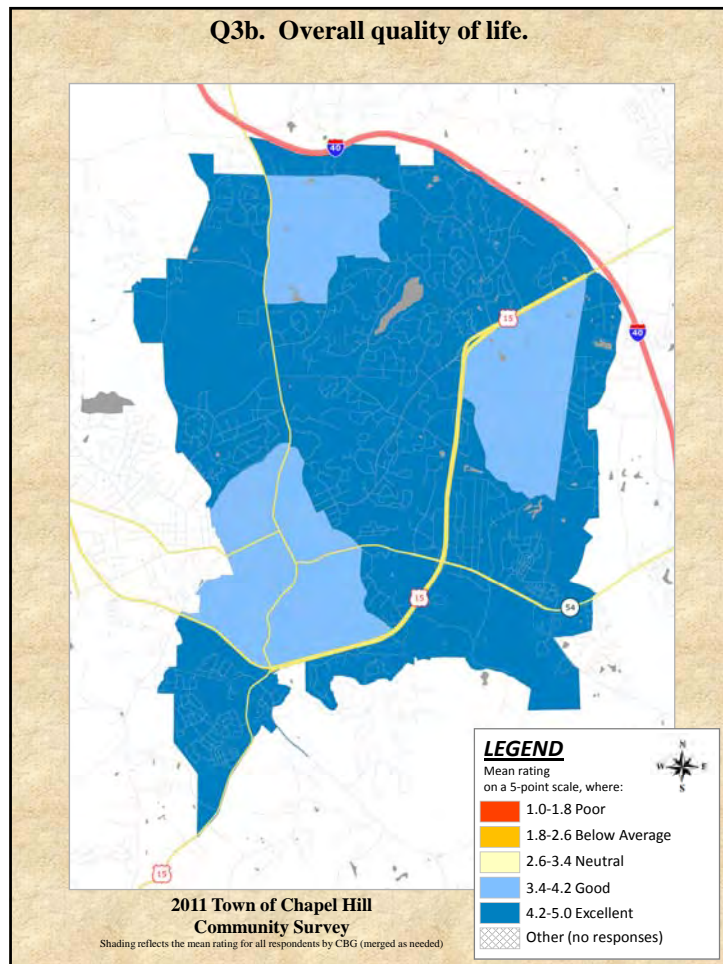 Q3b. Overall quality of life.
40
15
40
15
54
15
LEGEND
Mean rating
on a 5-point scale, where:
N
W E
S
1.0-1.8 Poor
1.8-2.6 Below Average
2.6-3.4 Neutral
3.4-4.2 Good
4.2-5.0 Excellent
Other (no responses)
2011 Town of Chapel Hill
Community Survey
Shading reflects the mean rating for all respondents by CBG (merged as needed)